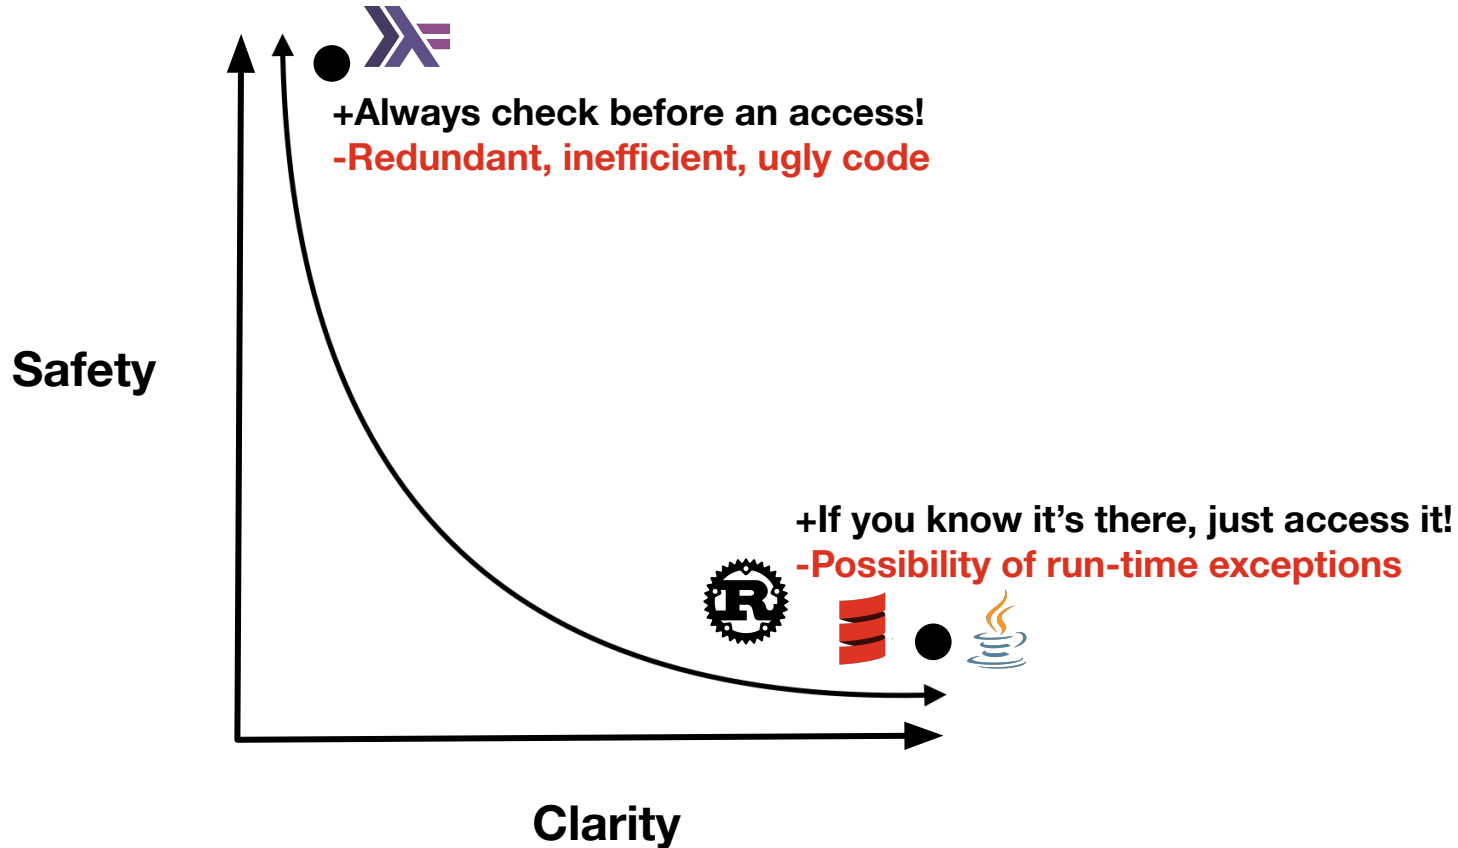 +Always check before an access!
-Redundant, inefficient, ugly code
Safety
+If you know it's there, just access it!
-Possibility of run-time exceptions
R
Clarity